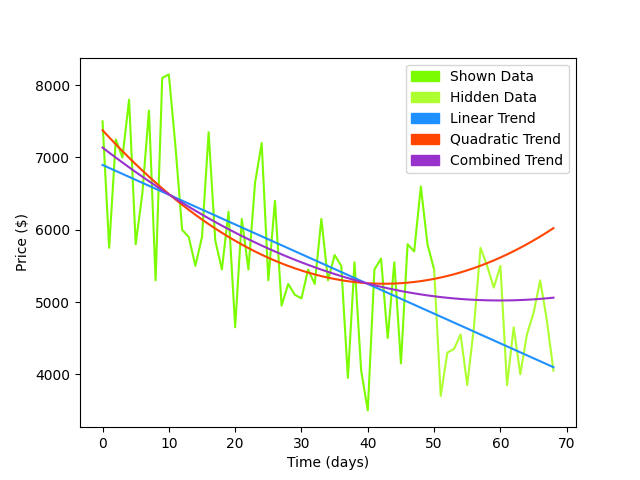 Shown Data
Hidden Data
Linear Trend
Quadratic Trend
Combined Trend
8000
7000
6000
5000
4000
Price ($)
0 10 20 30 40 50 60 70
Time (days)